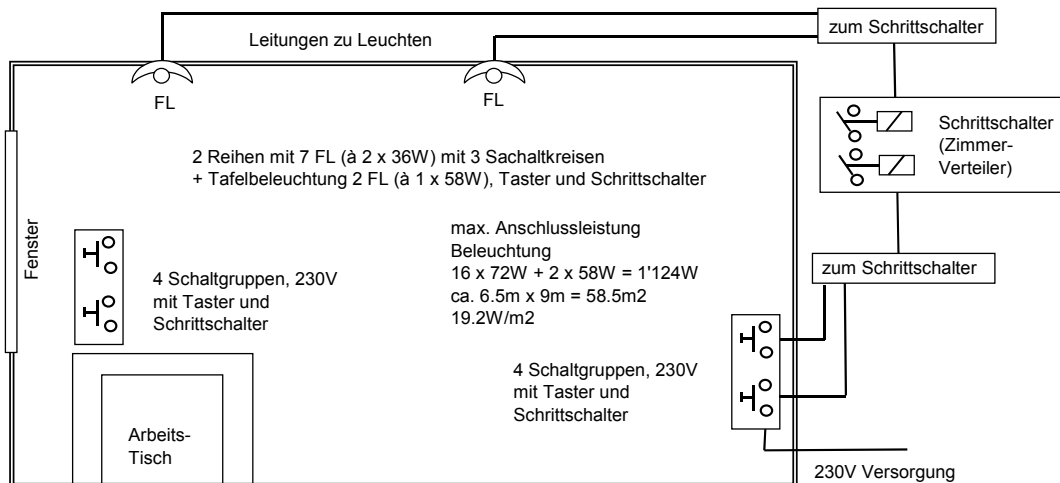 zum Schrittschalter
Leitungen zu Leuchten
FL
FL
Schrittschalter
(Zimmer-
Verteiler)
2 Reihen mit 7 FL (à 2 x 36W) mit 3 Sachaltkreisen
+ Tafelbeleuchtung 2 FL (à 1 x 58W), Taster und Schrittschalter
Fenster
max. Anschlussleistung
Beleuchtung
16 x 72W + 2 x 58W = 1'124W
ca. 6.5m x 9m = 58.5m2
19.2W/m2
4 Schaltgruppen, 230V
mit Taster und
Schrittschalter
zum Schrittschalter
4 Schaltgruppen, 230V
mit Taster und
Schrittschalter
Arbeits-
Tisch
230V Versorgung